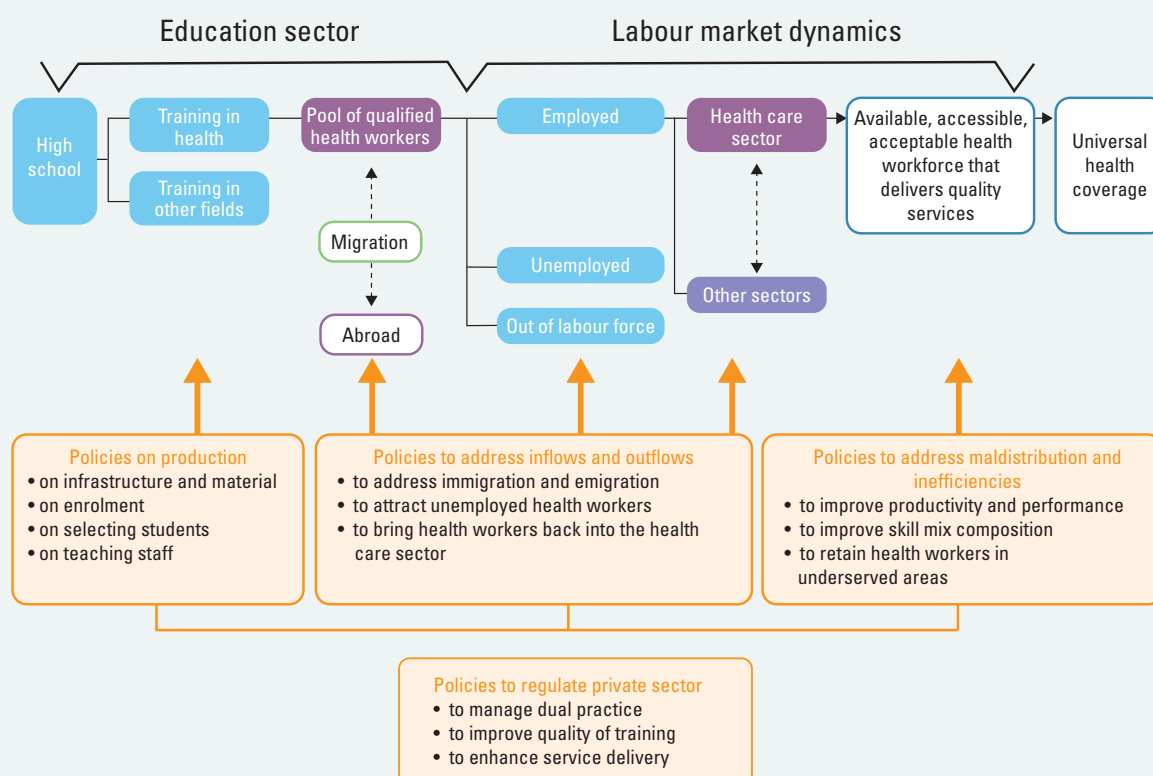 Education sector
Labour market dynamics
High
school
Training in
health
Training in
other fields
Pool of qualified
health workers
Migration
Abroad
Employed
Unemployed
Out of labour force
Health care
sector
Other sectors
Available, accessible,
acceptable health
workforce that
delivers quality
services
Universal
health
coverage
Policies on production
• on infrastructure and material
• on enrolment
• on selecting students
• on teaching staff
Policies to address inflows and outflows
• to address immigration and emigration
• to attract unemployed health workers
• to bring health workers back into the health
care sector
Policies to address maldistribution and
inefficiencies
• to improve productivity and performance
• to improve skill mix composition
• to retain health workers in
underserved areas
Policies to regulate private sector
• to manage dual practice
• to improve quality of training
• to enhance service delivery